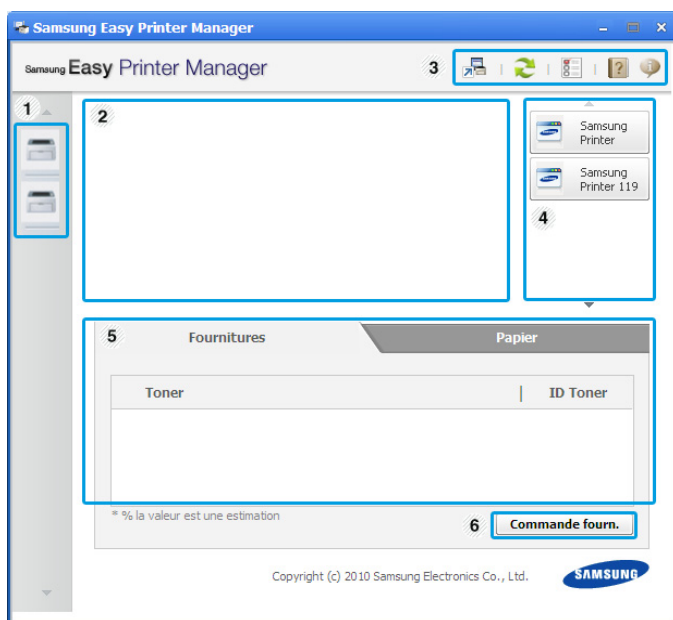 Samsung Easy Printer Manager
Samsung Easy Printer Manager
3
1
2
Samsung
Printer
Samsung
Printer 119
4
5
Fournitures
Papier
Toner
ID Toner
* % la valeur est une estimation
6
Commande fourn.
Copyright (c) 2010 Samsung Electronics Co., Ltd.
SAMSUNG